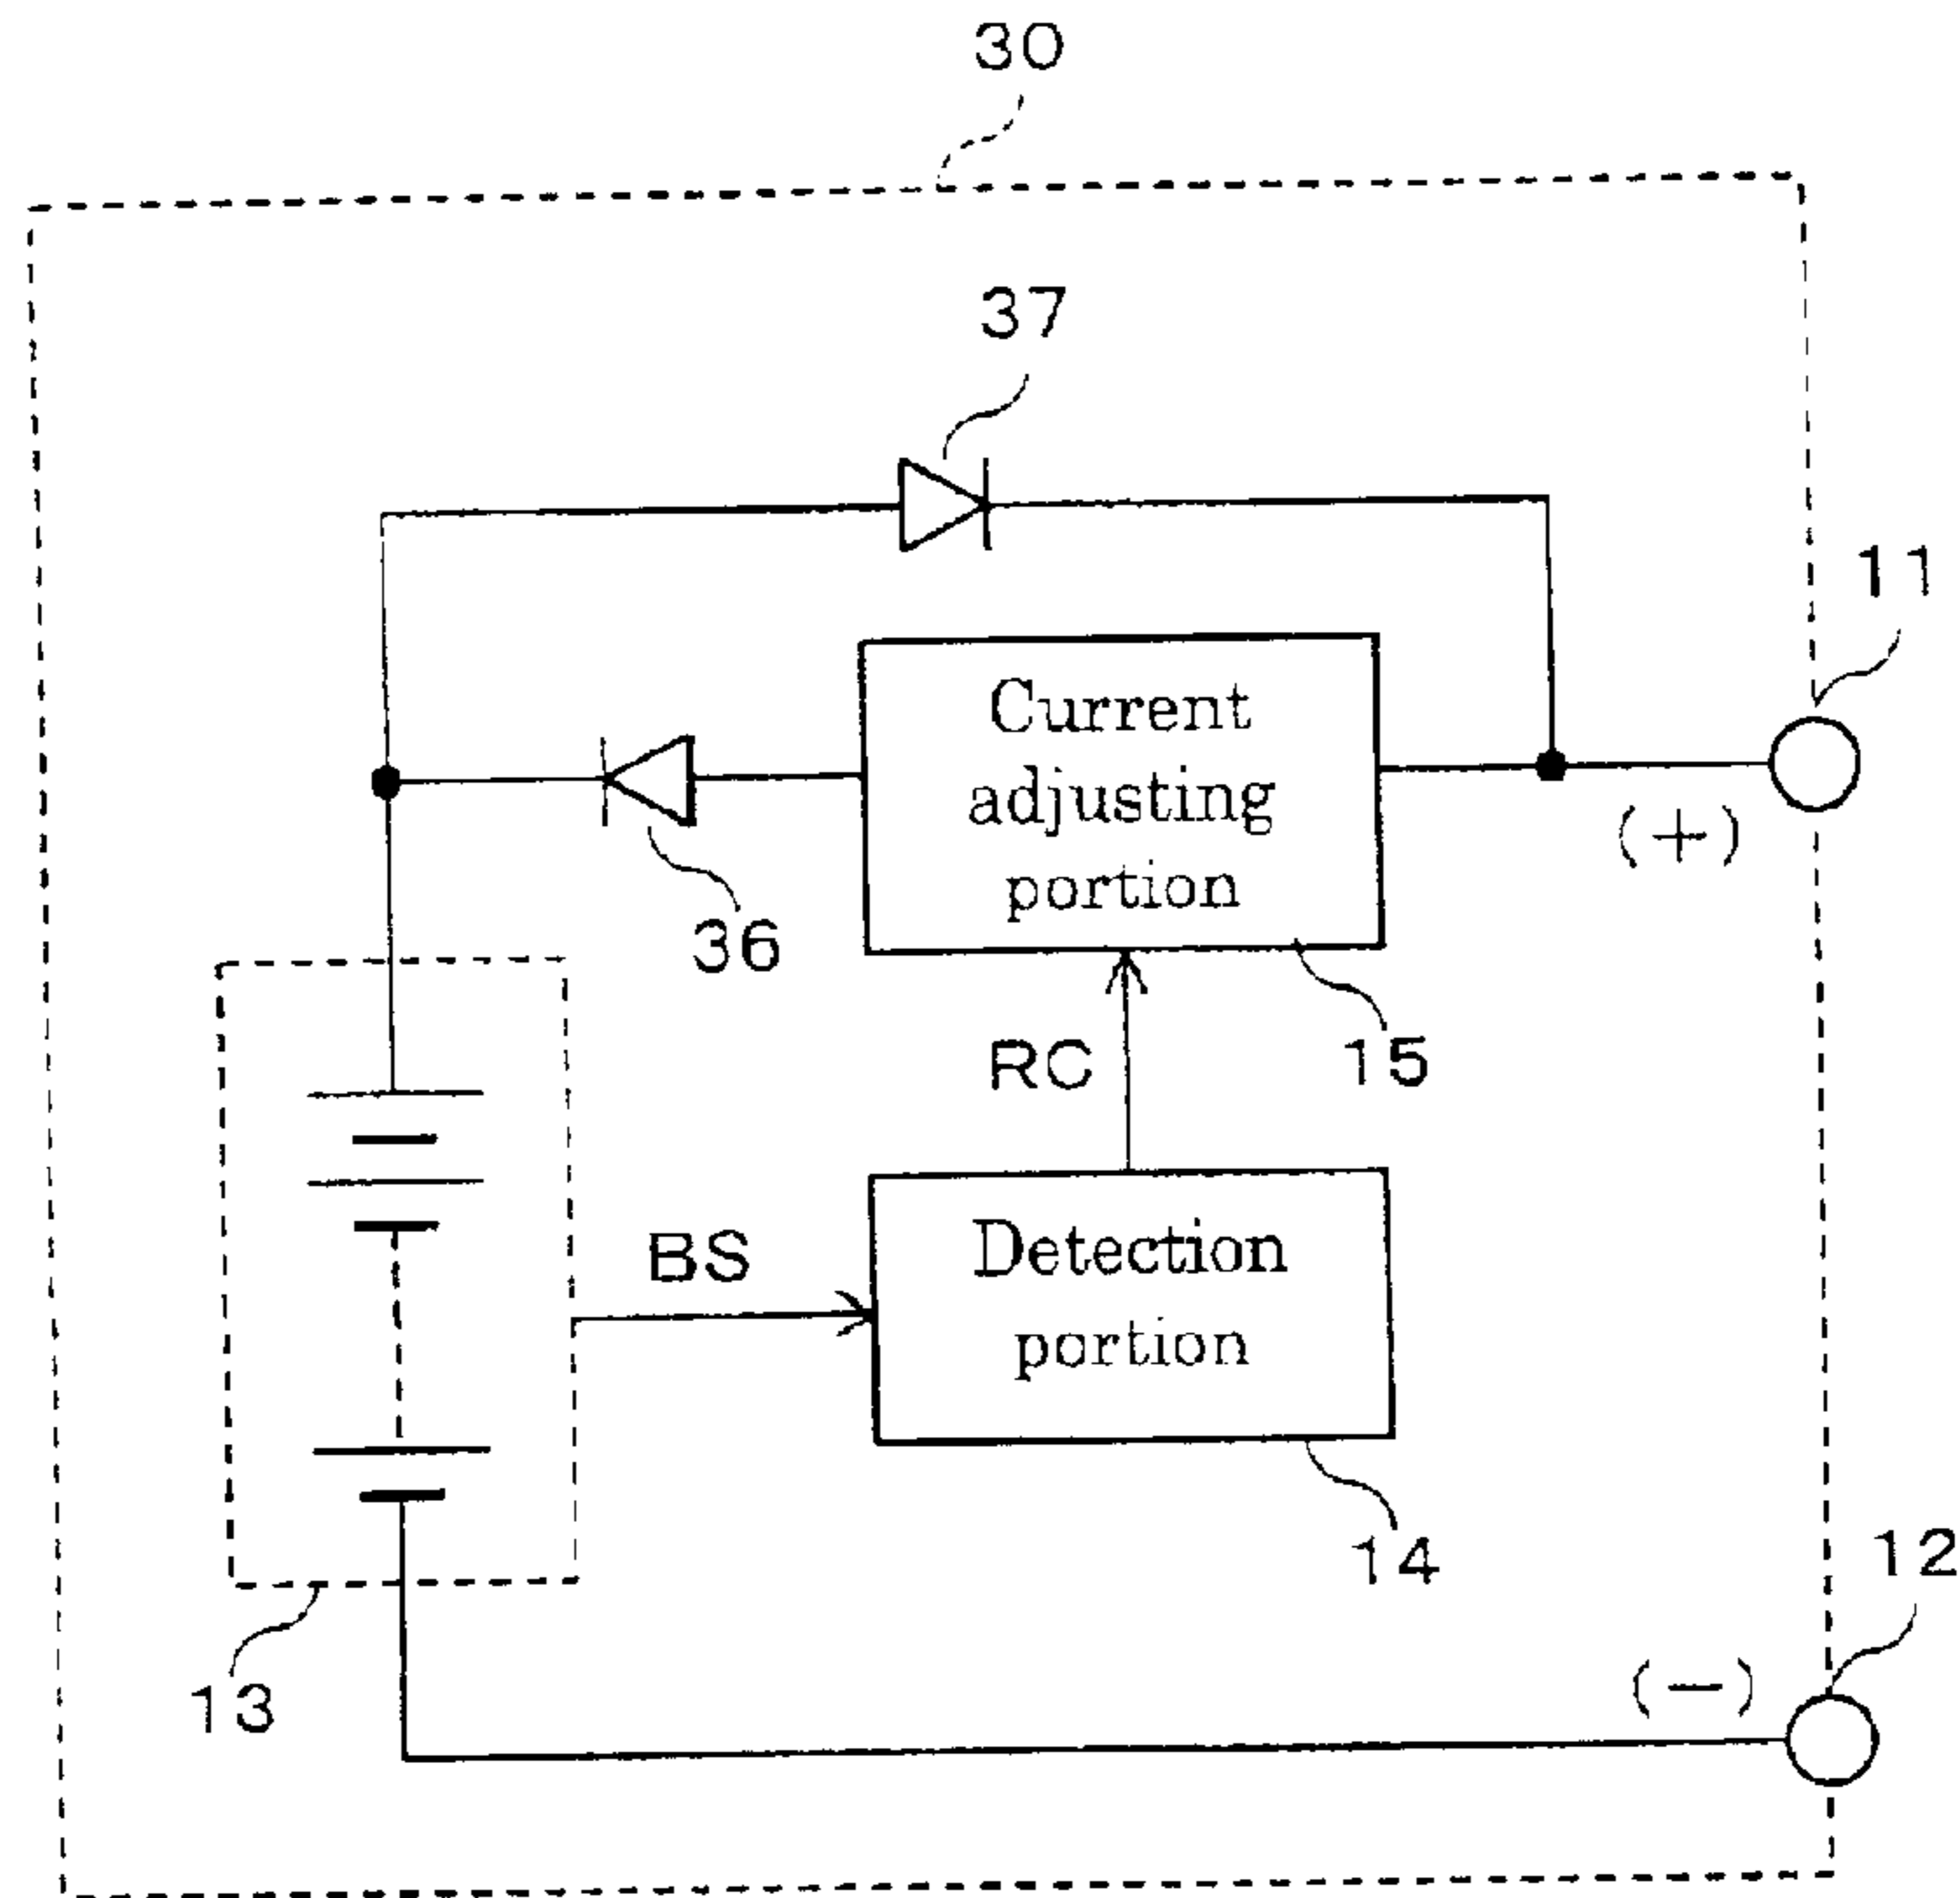 30
37
11
Current
adjusting
portion
(+)
36
RC
15
BS
Detection
portion
14
12
13
(−)